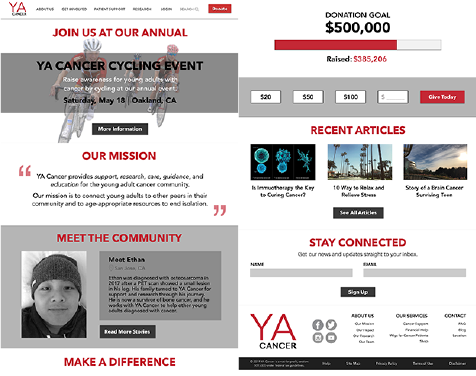 YA
CANCER
ABOUT US
GET INVOLVED
PATIENT SUPPORT
RESEARCH
LOGIN
SEARCH
Donate
JOIN US AT OUR ANNUAL
YA CANCER CYCLING EVENT
Raise awareness for young adults with
cancer by cycling at our annual event.
Saturday, May 18 | Oakland, CA
More Information
OUR MISSION
“
YA Cancer provides support, research, care, guidance, and
education for the young adult cancer community.
Our mission is to connect young adults to other peers in their
community and to age-appropriate resources to end isolation.
”
MEET THE COMMUNITY
Meet Ethan
San Jose, CA
Ethan was diagnosed with osteosarcoma in
2017 after a PET scan showed a small lesion
in his leg. His family turned to YA Cancer for
support and research through his journey.
He is now a survivor of bone cancer, and he
works with YA Cancer to help other young
adults diagnosed with cancer.
Read More Stories
MAKE A DIFFERENCE
DONATION GOAL
$500,000
Raised: $385,206
$20
$50
$100
$
Give Today
RECENT ARTICLES
Is Immunotherapy the Key
to Curing Cancer?
10 Ways to Relax and
Relieve Stress
Story of a Brain Cancer
Surviving Teen
See All Articles
STAY CONNECTED
Get our news and updates straight to your inbox.
NAME
EMAIL
Sign Up
YA
CANCER
ABOUT US
Our Mission
Our Impact
Our Research
Our Team
OUR SERVICES
Cancer Support
Financial Help
Ways for Cancer Patients
Shop
CONTACT
FAQ
Blog
Location
Help
Site Map
Privacy Policy
Terms of Use
Disclaimer